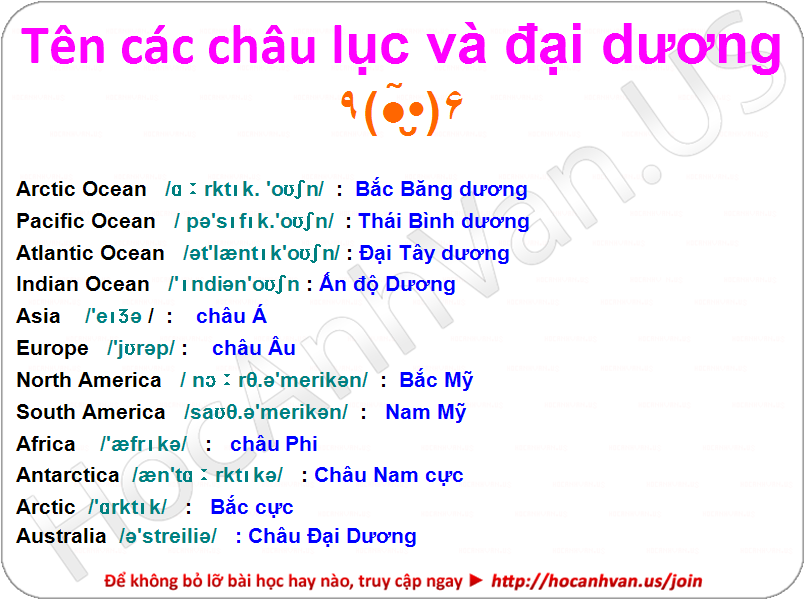 Tên các châu lục và đại dương
٩(●̮̃•)۶
Arctic Ocean /ɑːrktɪk.'oʊʃn/ : Bắc Băng dương
Pacific Ocean / pə'sɪfɪk.'oʊʃn/ : Thái Bình dương
Atlantic Ocean /ət'læntɪk'oʊʃn/ : Đại Tây dương
Indian Ocean /'ɪndiən'oʊʃn : Ấn độ Dương
Asia /'eɪʒə / : châu Á
Europe /'jʊrəp/ : châu Âu
North America / nɔːrθ.ə'merikən/ : Bắc Mỹ
South America /saʊθ.ə'merikən/ : Nam Mỹ
Africa /'æfrɪkə/ : châu Phi
Antarctica /æn'tɑːrktɪkə/ : Châu Nam cực
Arctic /'ɑrktɪk/ : Bắc cực
Australia /ə'streiliə/ : Châu Đại Dương
HocAnhVan.US
Để không bỏ lỡ bài học hay nào, truy cập ngay ► http://hocanhvan.us/join